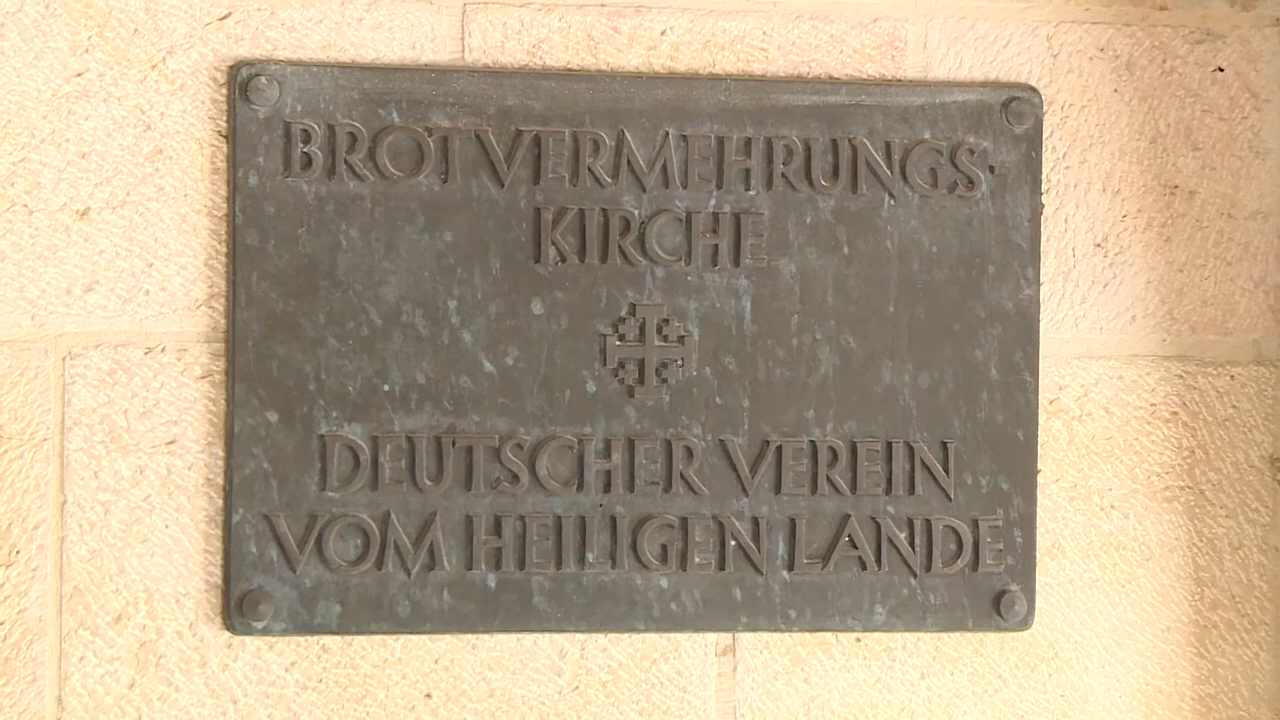 BROTVERMEHRUNGS-
KIRCHE
DEUTSCHER VEREIN
VOM HEILIGEN LANDE